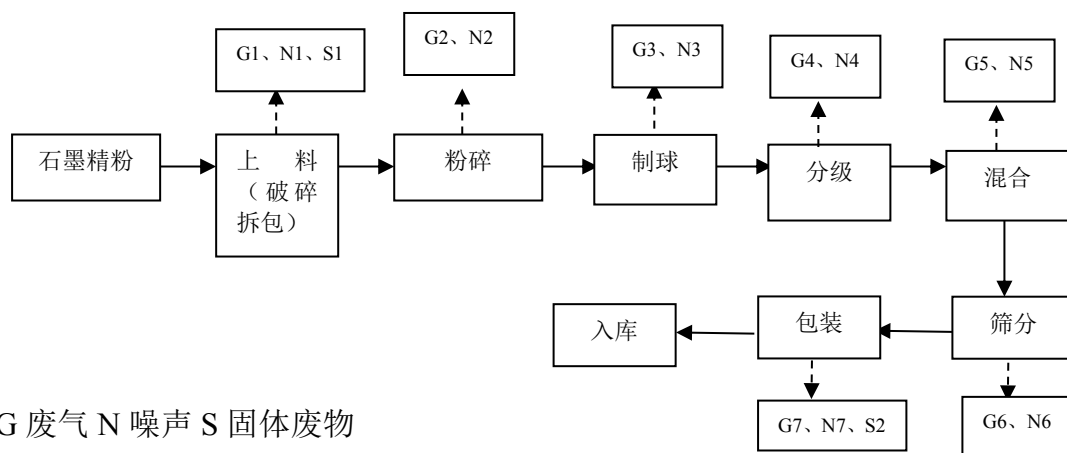 G1、N1、S1
G2、N2
G3、N3
G4、N4
G5、N5
石墨精粉
上料
（破碎
拆包）
粉碎
制球
分级
混合
入库
包装
筛分
G7、N7、S2
G6、N6
G 废气 N 噪声 S 固体废物